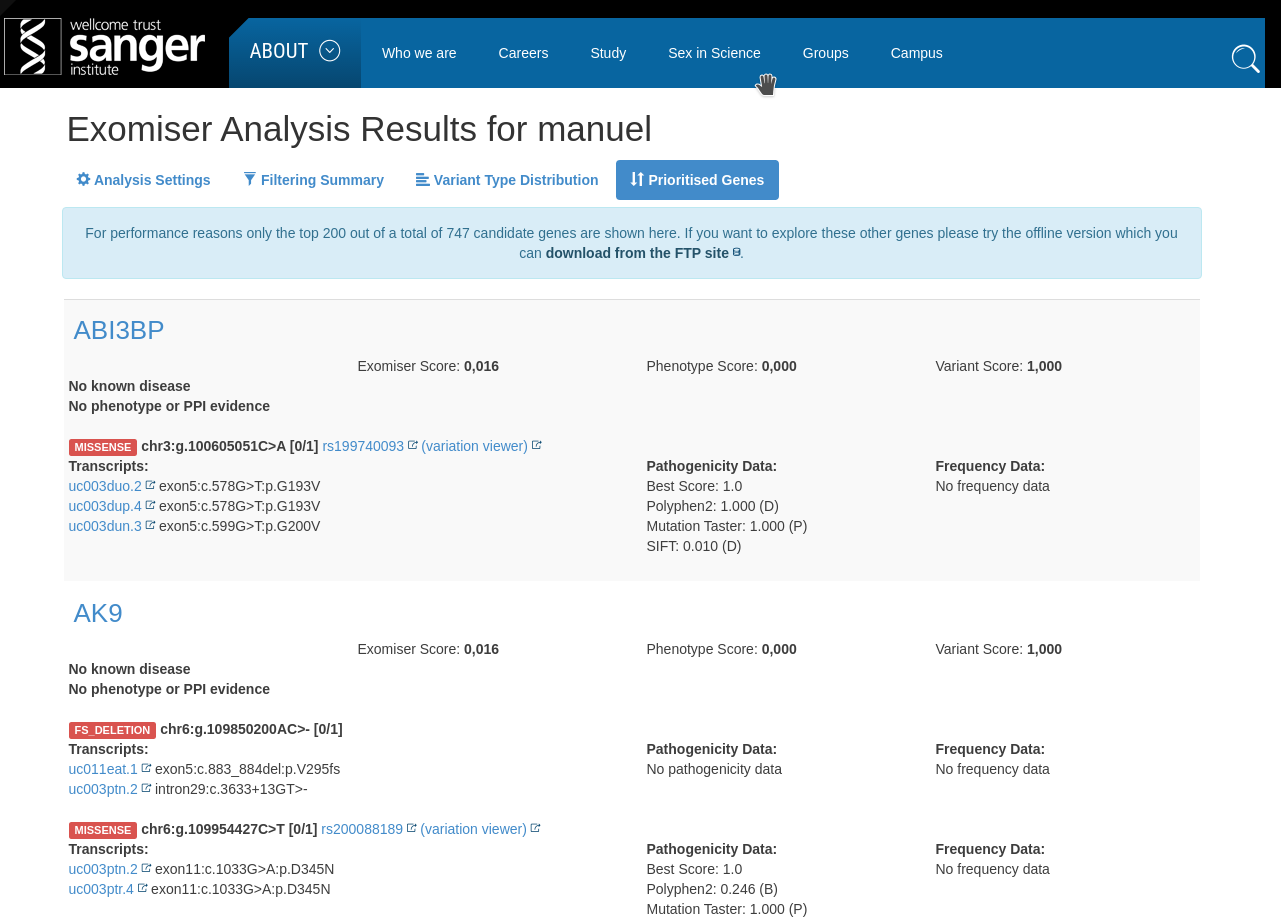 wellcome trust
sanger
institute
ABOUT Who we are Careers Study Sex in Science Groups Campus
Exomiser Analysis Results for manuel
Analysis Settings Filtering Summary Variant Type Distribution Prioritised Genes
For performance reasons only the top 200 out of a total of 747 candidate genes are shown here. If you want to explore these other genes please try the offline version which you
can download from the FTP site.
ABI3BP
Exomiser Score: 0,016 Phenotype Score: 0,000 Variant Score: 1,000
No known disease
No phenotype or PPI evidence
MISSENSE chr3:g.100605051C>A [0/1] rs199740093 (variation viewer)
Transcripts: Pathogenicity Data: Frequency Data:
uc003duo.2 exon5:c.578G>T:p.G193V Best Score: 1.0 No frequency data
uc003dup.4 exon5:c.578G>T:p.G193V Polyphen2: 1.000 (D)
uc003dun.3 exon5:c.599G>T:p.G200V Mutation Taster: 1.000 (P)
SIFT: 0.010 (D)
AK9
Exomiser Score: 0,016 Phenotype Score: 0,000 Variant Score: 1,000
No known disease
No phenotype or PPI evidence
FS_DELETION chr6:g.109850200AC>- [0/1]
Transcripts: Pathogenicity Data: Frequency Data:
uc011eat.1 exon5:c.883_884del:p.V295fs No pathogenicity data No frequency data
uc003ptn.2 intron29:c.3633+13GT>-
MISSENSE chr6:g.109954427C>T [0/1] rs200088189 (variation viewer)
Transcripts: Pathogenicity Data: Frequency Data:
uc003ptn.2 exon11:c.1033G>A:p.D345N Best Score: 1.0 No frequency data
uc003ptr.4 exon11:c.1033G>A:p.D345N Polyphen2: 0.246 (B)
Mutation Taster: 1.000 (P)